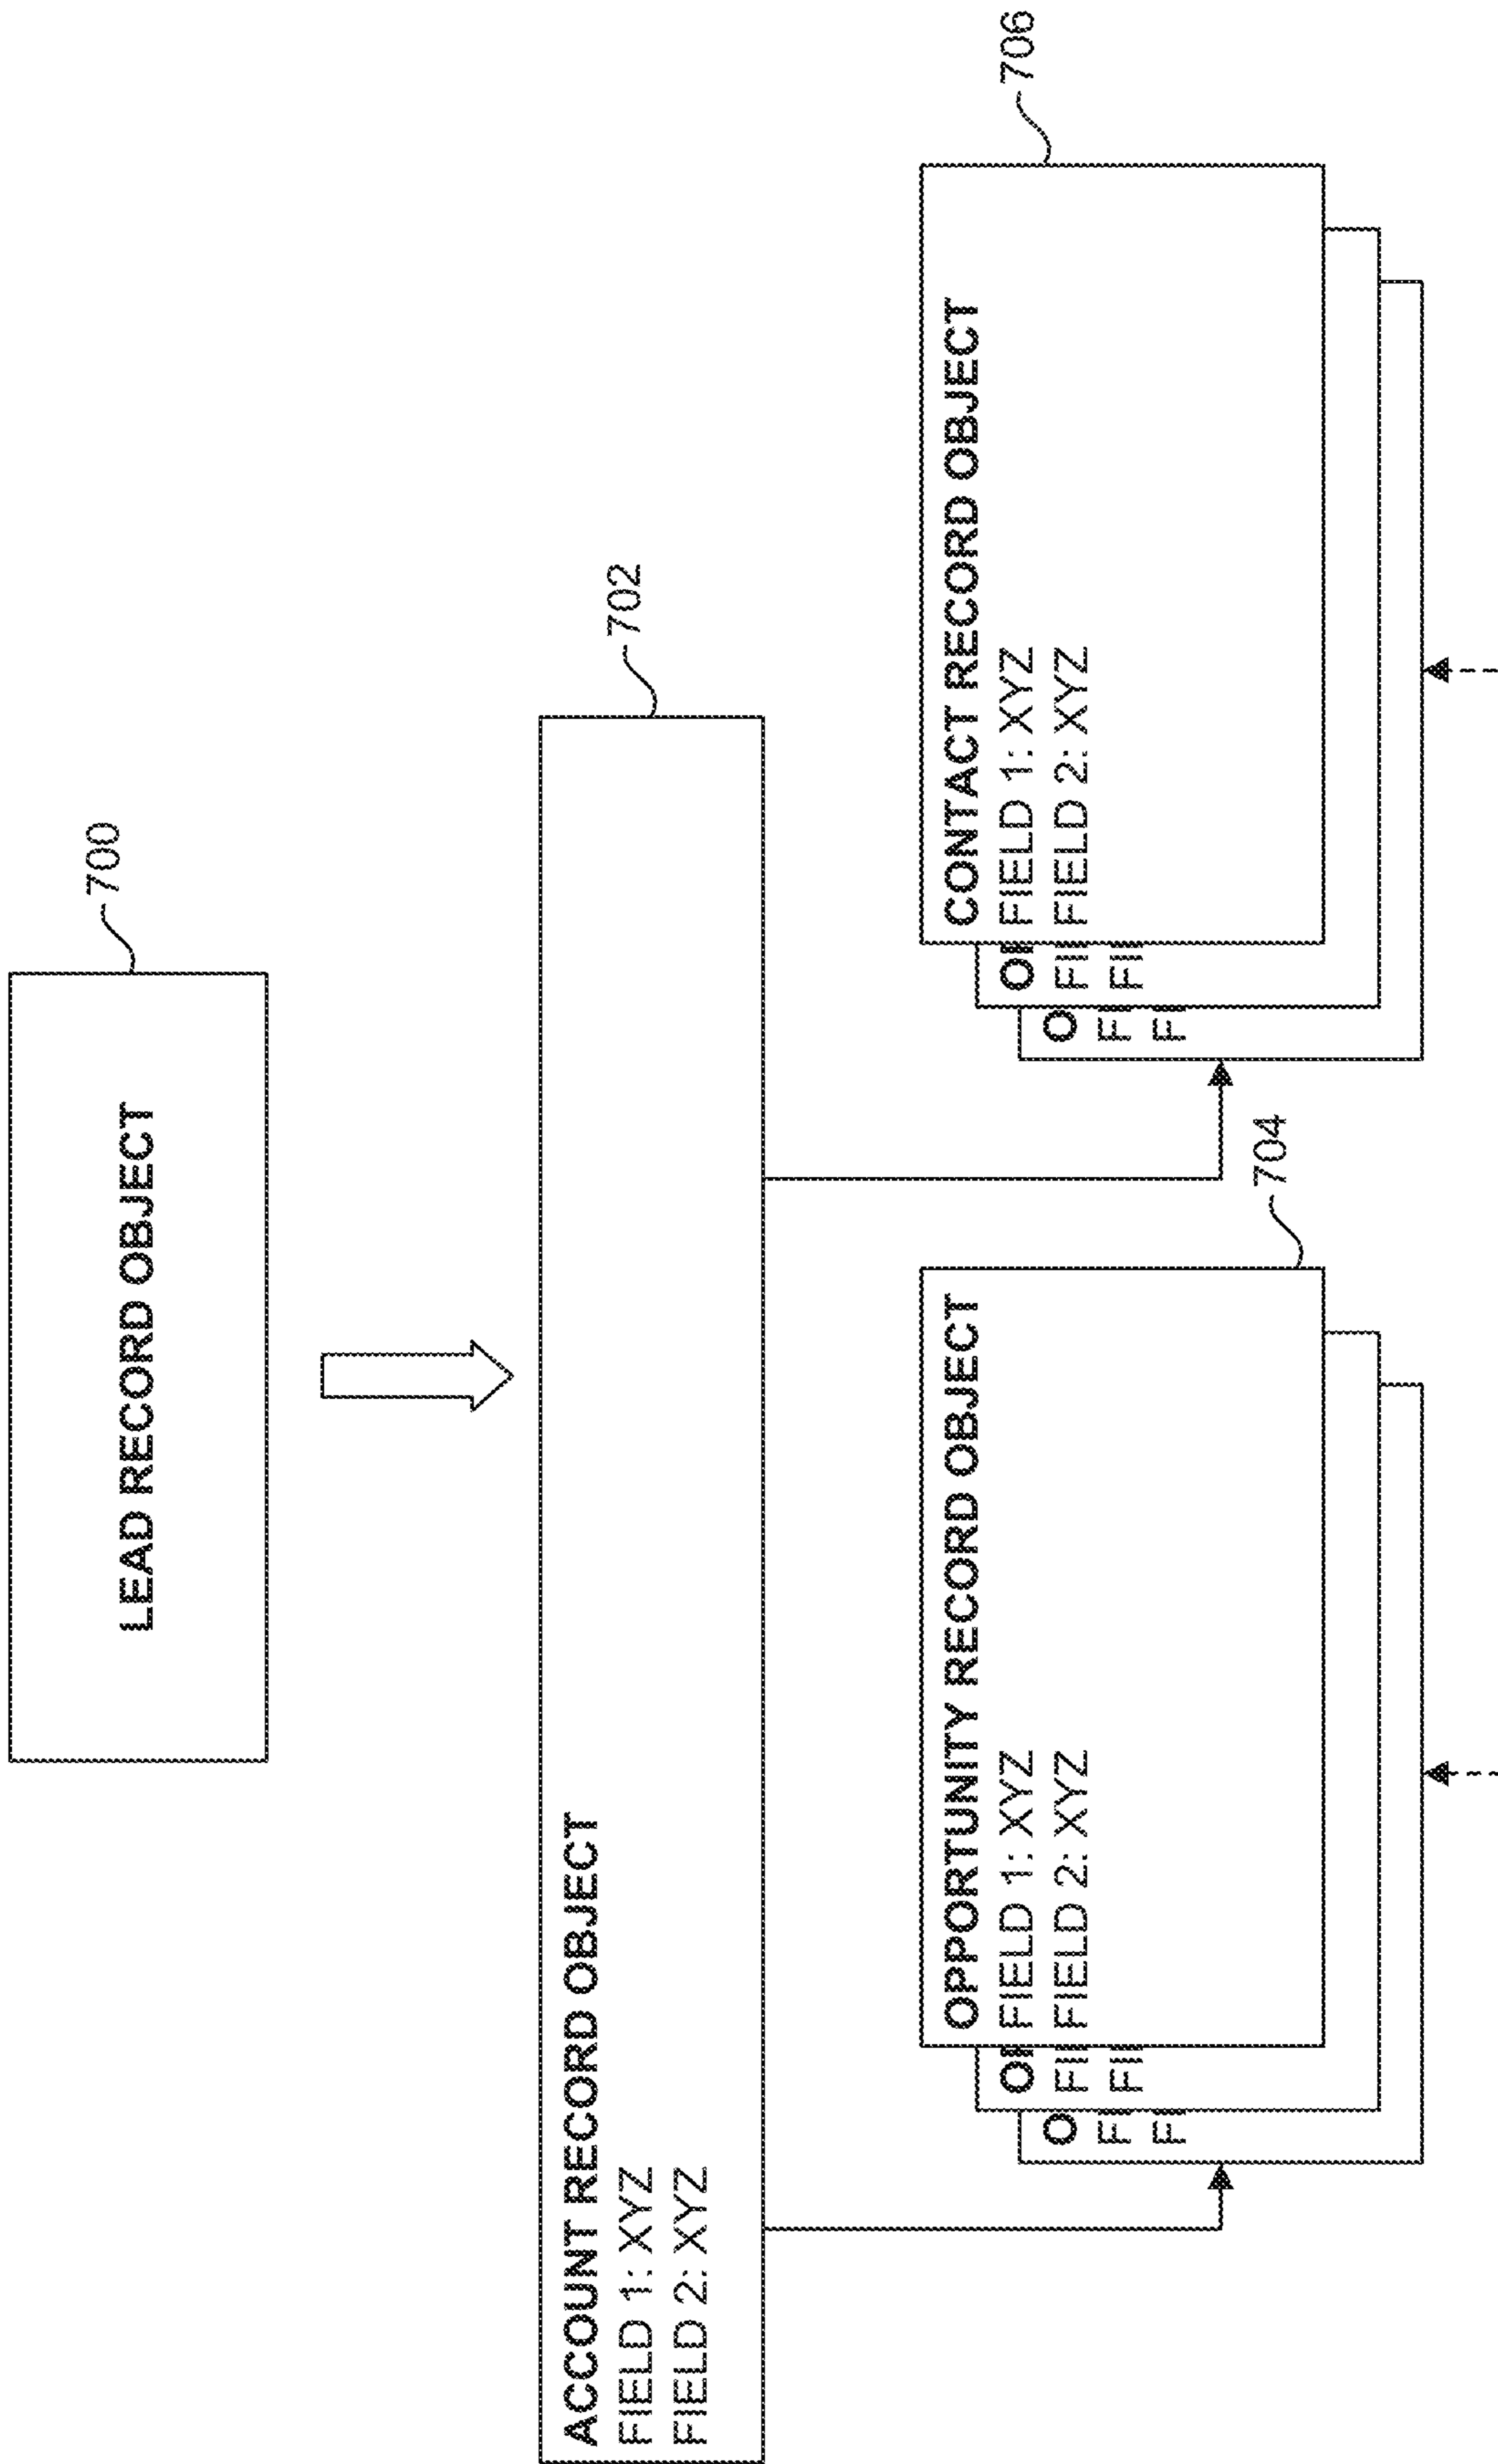 LEAD RECORD OBJECT
700
ACCOUNT RECORD OBJECT
FIELD 1: XYZ
FIELD 2: XYZ
702
OPPORTUNITY RECORD OBJECT
FIELD 1: XYZ
FIELD 2: XYZ
704
O
F
F
CONTACT RECORD OBJECT
FIELD 1: XYZ
FIELD 2: XYZ
706
O
F
F